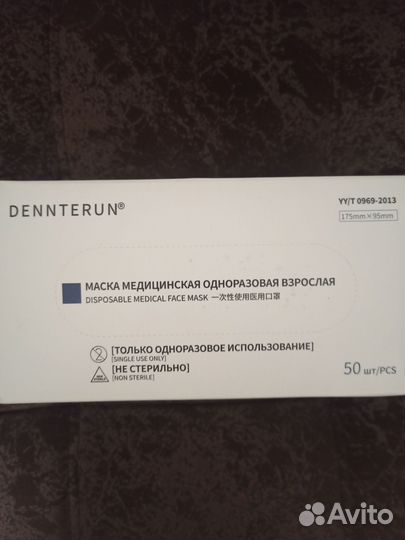 DENNTERUN®
YY/T 0969-2013
175mm×95mm
МАСКА МЕДИЦИНСКАЯ ОДНОРАЗОВАЯ ВЗРОСЛАЯ
DISPOSABLE MEDICAL FACE MASK 一次性使用医用口罩
[ТОЛЬКО ОДНОРАЗОВОЕ ИСПОЛЬЗОВАНИЕ]
[SINGLE USE ONLY]
[НЕ СТЕРИЛЬНО]
[NON STERILE]
50 шт/PCS
Avito